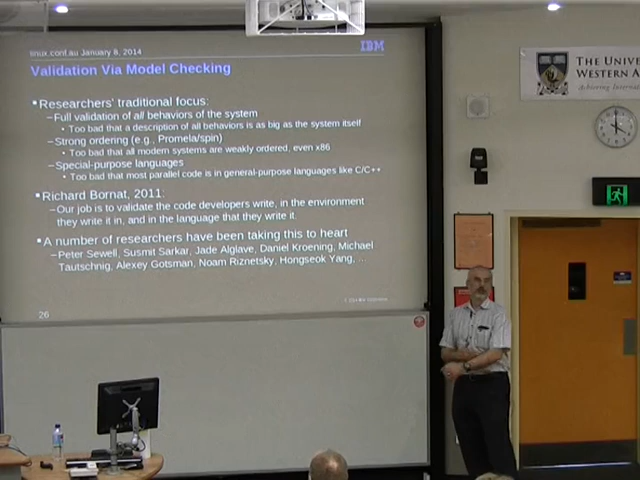 linux.conf.au January 8, 2014
IBM
Validation Via Model Checking
▪Researchers' traditional focus:
–Full validation of all behaviors of the system
• Too bad that a description of all behaviors is as big as the system itself
–Strong ordering (e.g., Promela/spin)
• Too bad that all modern systems are weakly ordered, even x86
–Special-purpose languages
• Too bad that most parallel code is in general-purpose languages like C/C++
▪Richard Bornat, 2011:
–Our job is to validate the code developers write, in the environment
they write it in, and in the language that they write it.
▪A number of researchers have been taking this to heart
–Peter Sewell, Susmit Sarkar, Jade Alglave, Daniel Kroening, Michael
Tautschnig, Alexey Gotsman, Noam Riznetsky, Hongseok Yang, ...
26
THE UNIVE
WESTERN A
Achieving Internat